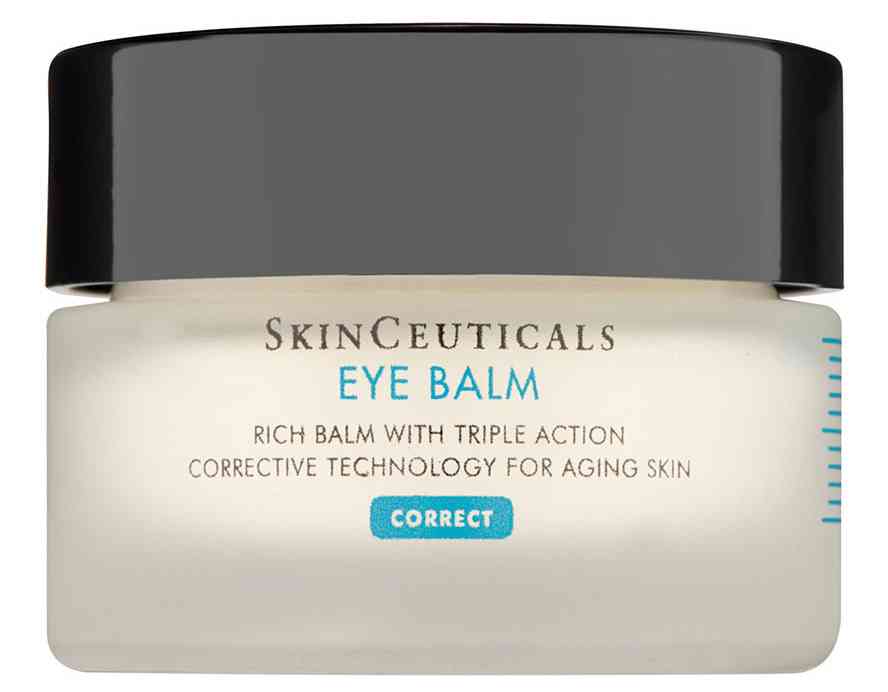 SKINCEUTICALS
EYE BALM
RICH BALM WITH TRIPLE ACTION
CORRECTIVE TECHNOLOGY FOR AGING SKIN
CORRECT